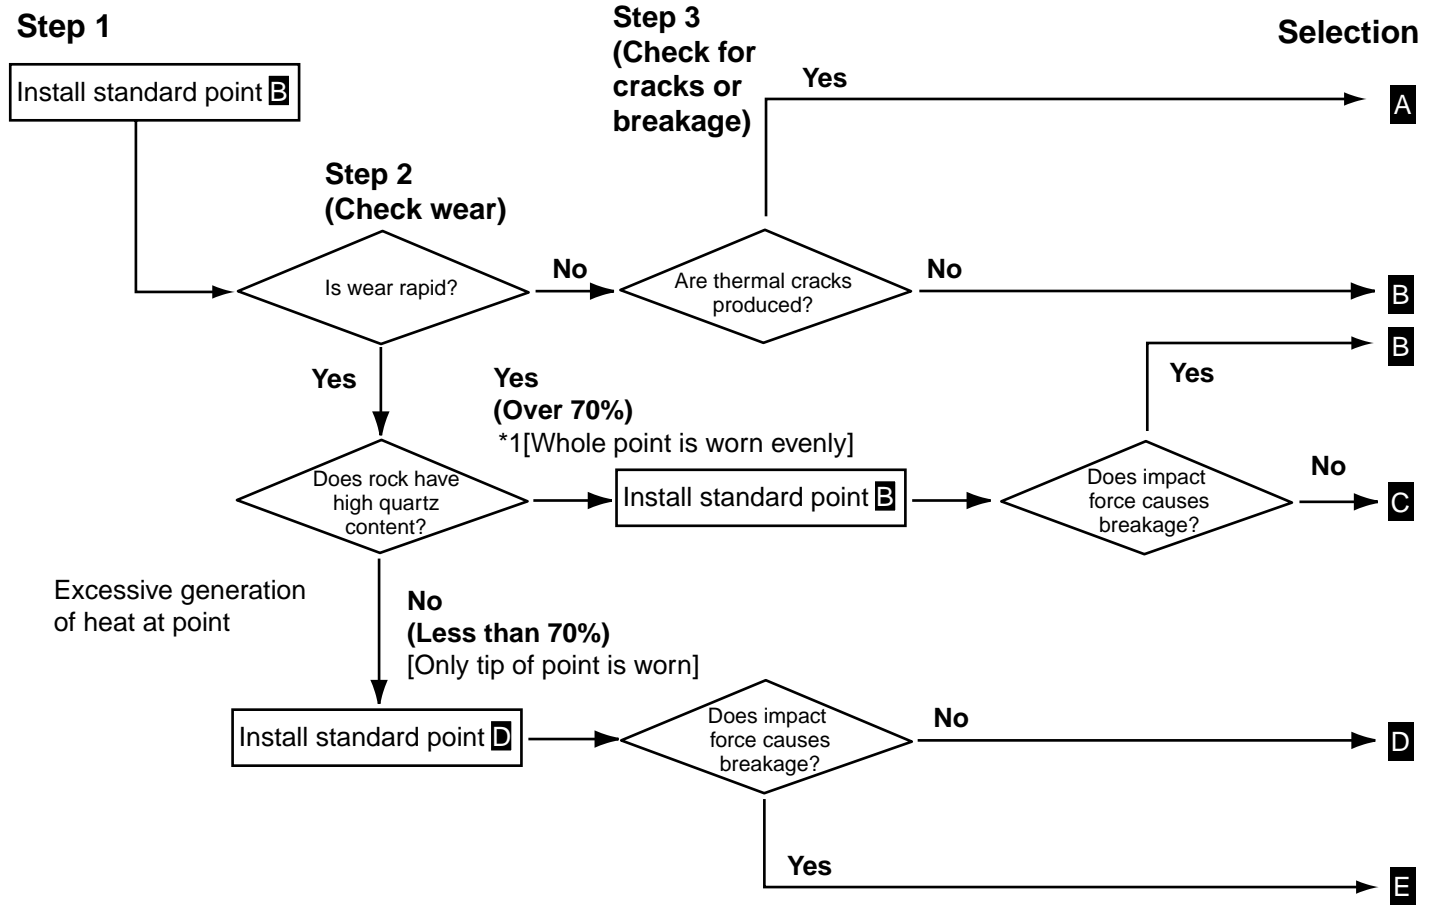 Step 1
Step 3
(Check for
cracks or
breakage)
Selection
Install standard point B
Yes
A
Step 2
(Check wear)
Is wear rapid?
No
Are thermal cracks
produced?
No
B
B
Yes
Yes
Yes
(Over 70%)
*1[Whole point is worn evenly]
Does rock have
high quartz
content?
Install standard point B
Does impact
force causes
breakage?
No
C
Excessive generation
of heat at point
No
(Less than 70%)
[Only tip of point is worn]
Install standard point D
Does impact
force causes
breakage?
No
D
Yes
E